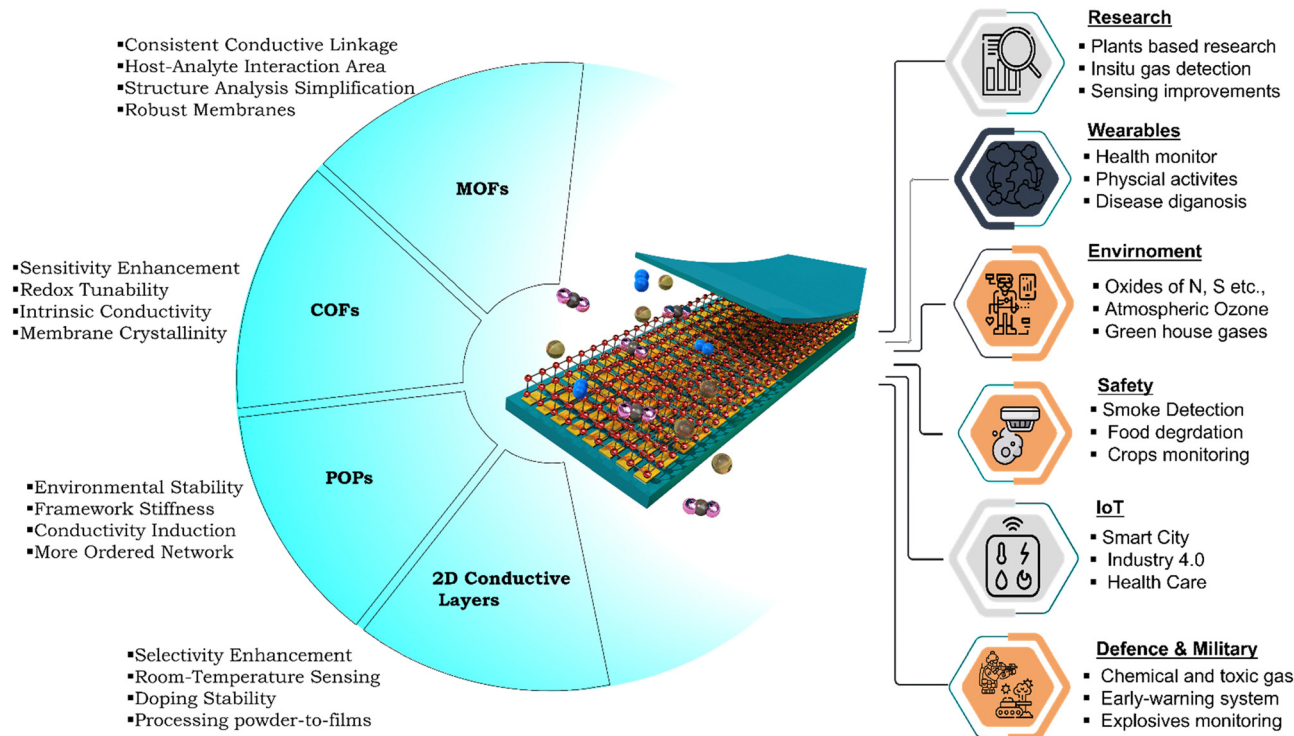 ▪Consistent Conductive Linkage
▪Host-Analyte Interaction Area
▪Structure Analysis Simplification
▪Robust Membranes
MOFs
▪Sensitivity Enhancement
▪Redox Tunability
▪Intrinsic Conductivity
▪Membrane Crystallinity
COFs
▪Environmental Stability
▪Framework Stiffness
▪Conductivity Induction
▪More Ordered Network
POPs
▪Selectivity Enhancement
▪Room-Temperature Sensing
▪Doping Stability
▪Processing powder-to-films
2D Conductive
Layers
Research
▪ Plants based research
▪ Insitu gas detection
▪ Sensing improvements
Wearables
▪ Health monitor
▪ Physcial activites
▪ Disease diganosis
Envirnoment
▪ Oxides of N, S etc.,
▪ Atmospheric Ozone
▪ Green house gases
Safety
▪ Smoke Detection
▪ Food degrdation
▪ Crops monitoring
IoT
▪ Smart City
▪ Industry 4.0
▪ Health Care
Defence & Military
▪ Chemical and toxic gas
▪ Early-warning system
▪ Explosives monitoring